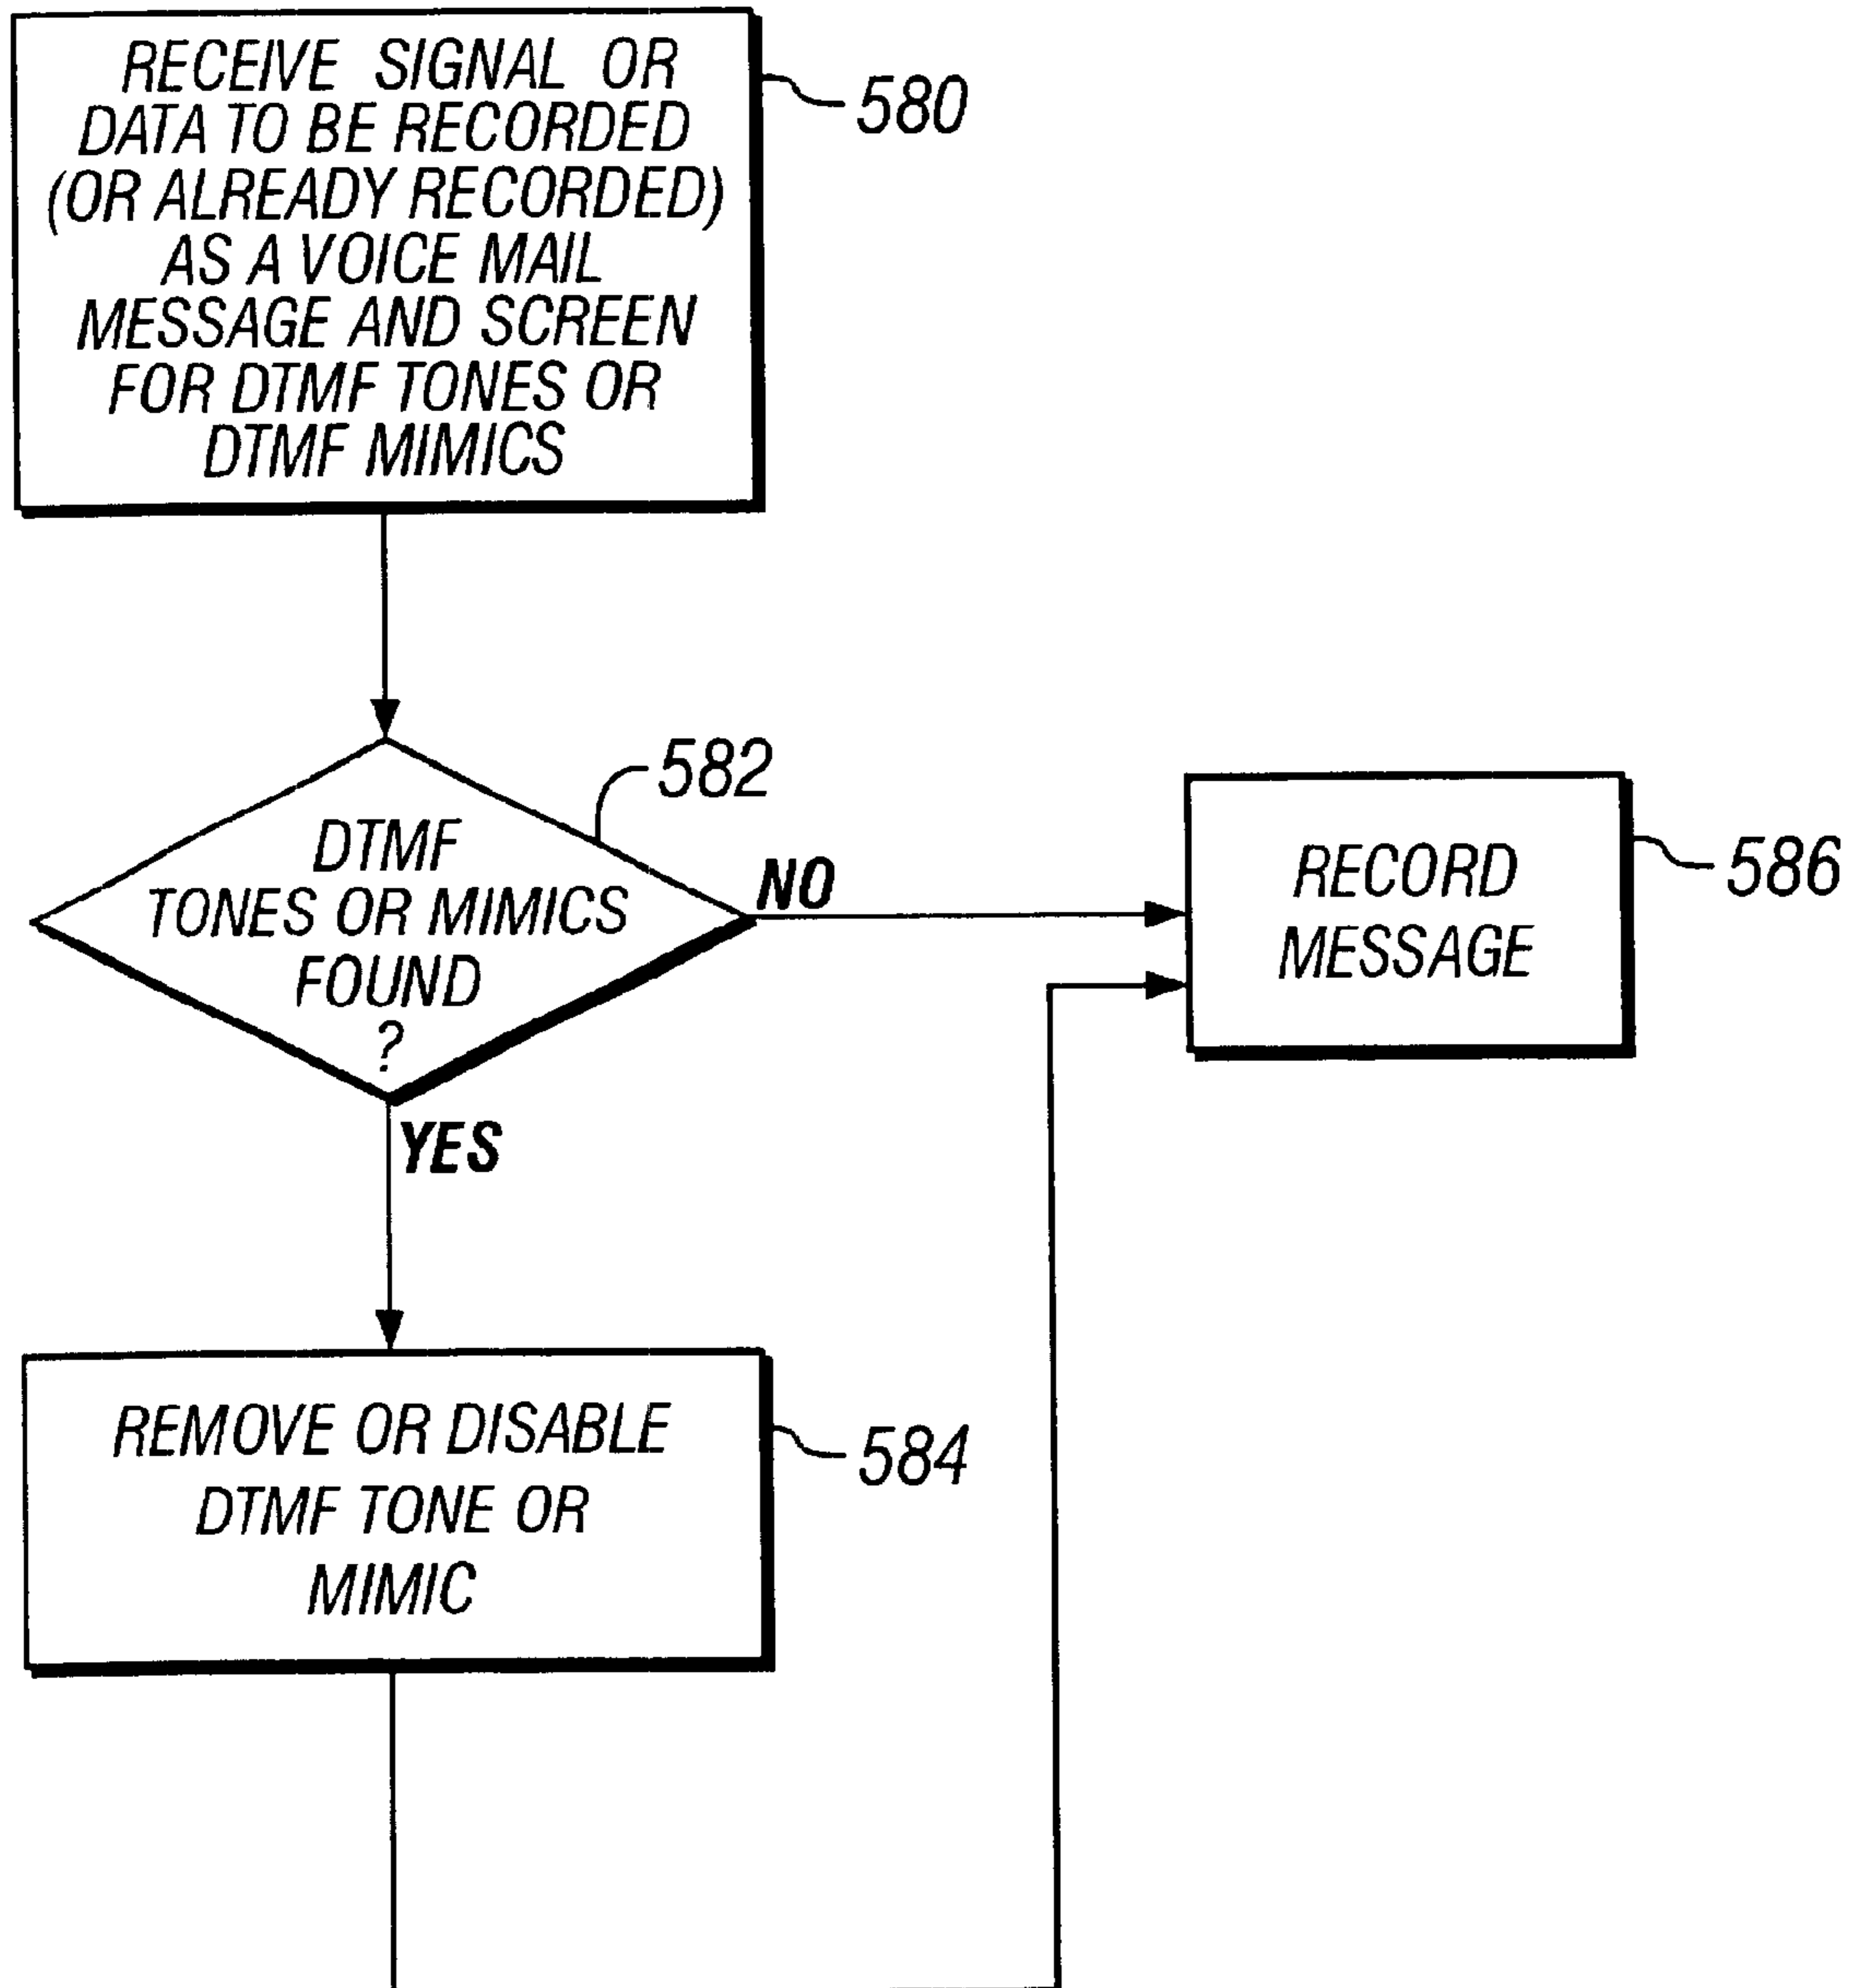 RECEIVE SIGNAL OR
DATA TO BE RECORDED
(OR ALREADY RECORDED)
AS A VOICE MAIL
MESSAGE AND SCREEN
FOR DTMF TONES OR
DTMF MIMICS
580
582
DTMF
TONES OR MIMICS
FOUND
?
NO
YES
RECORD
MESSAGE
586
REMOVE OR DISABLE
DTMF TONE OR
MIMIC
584